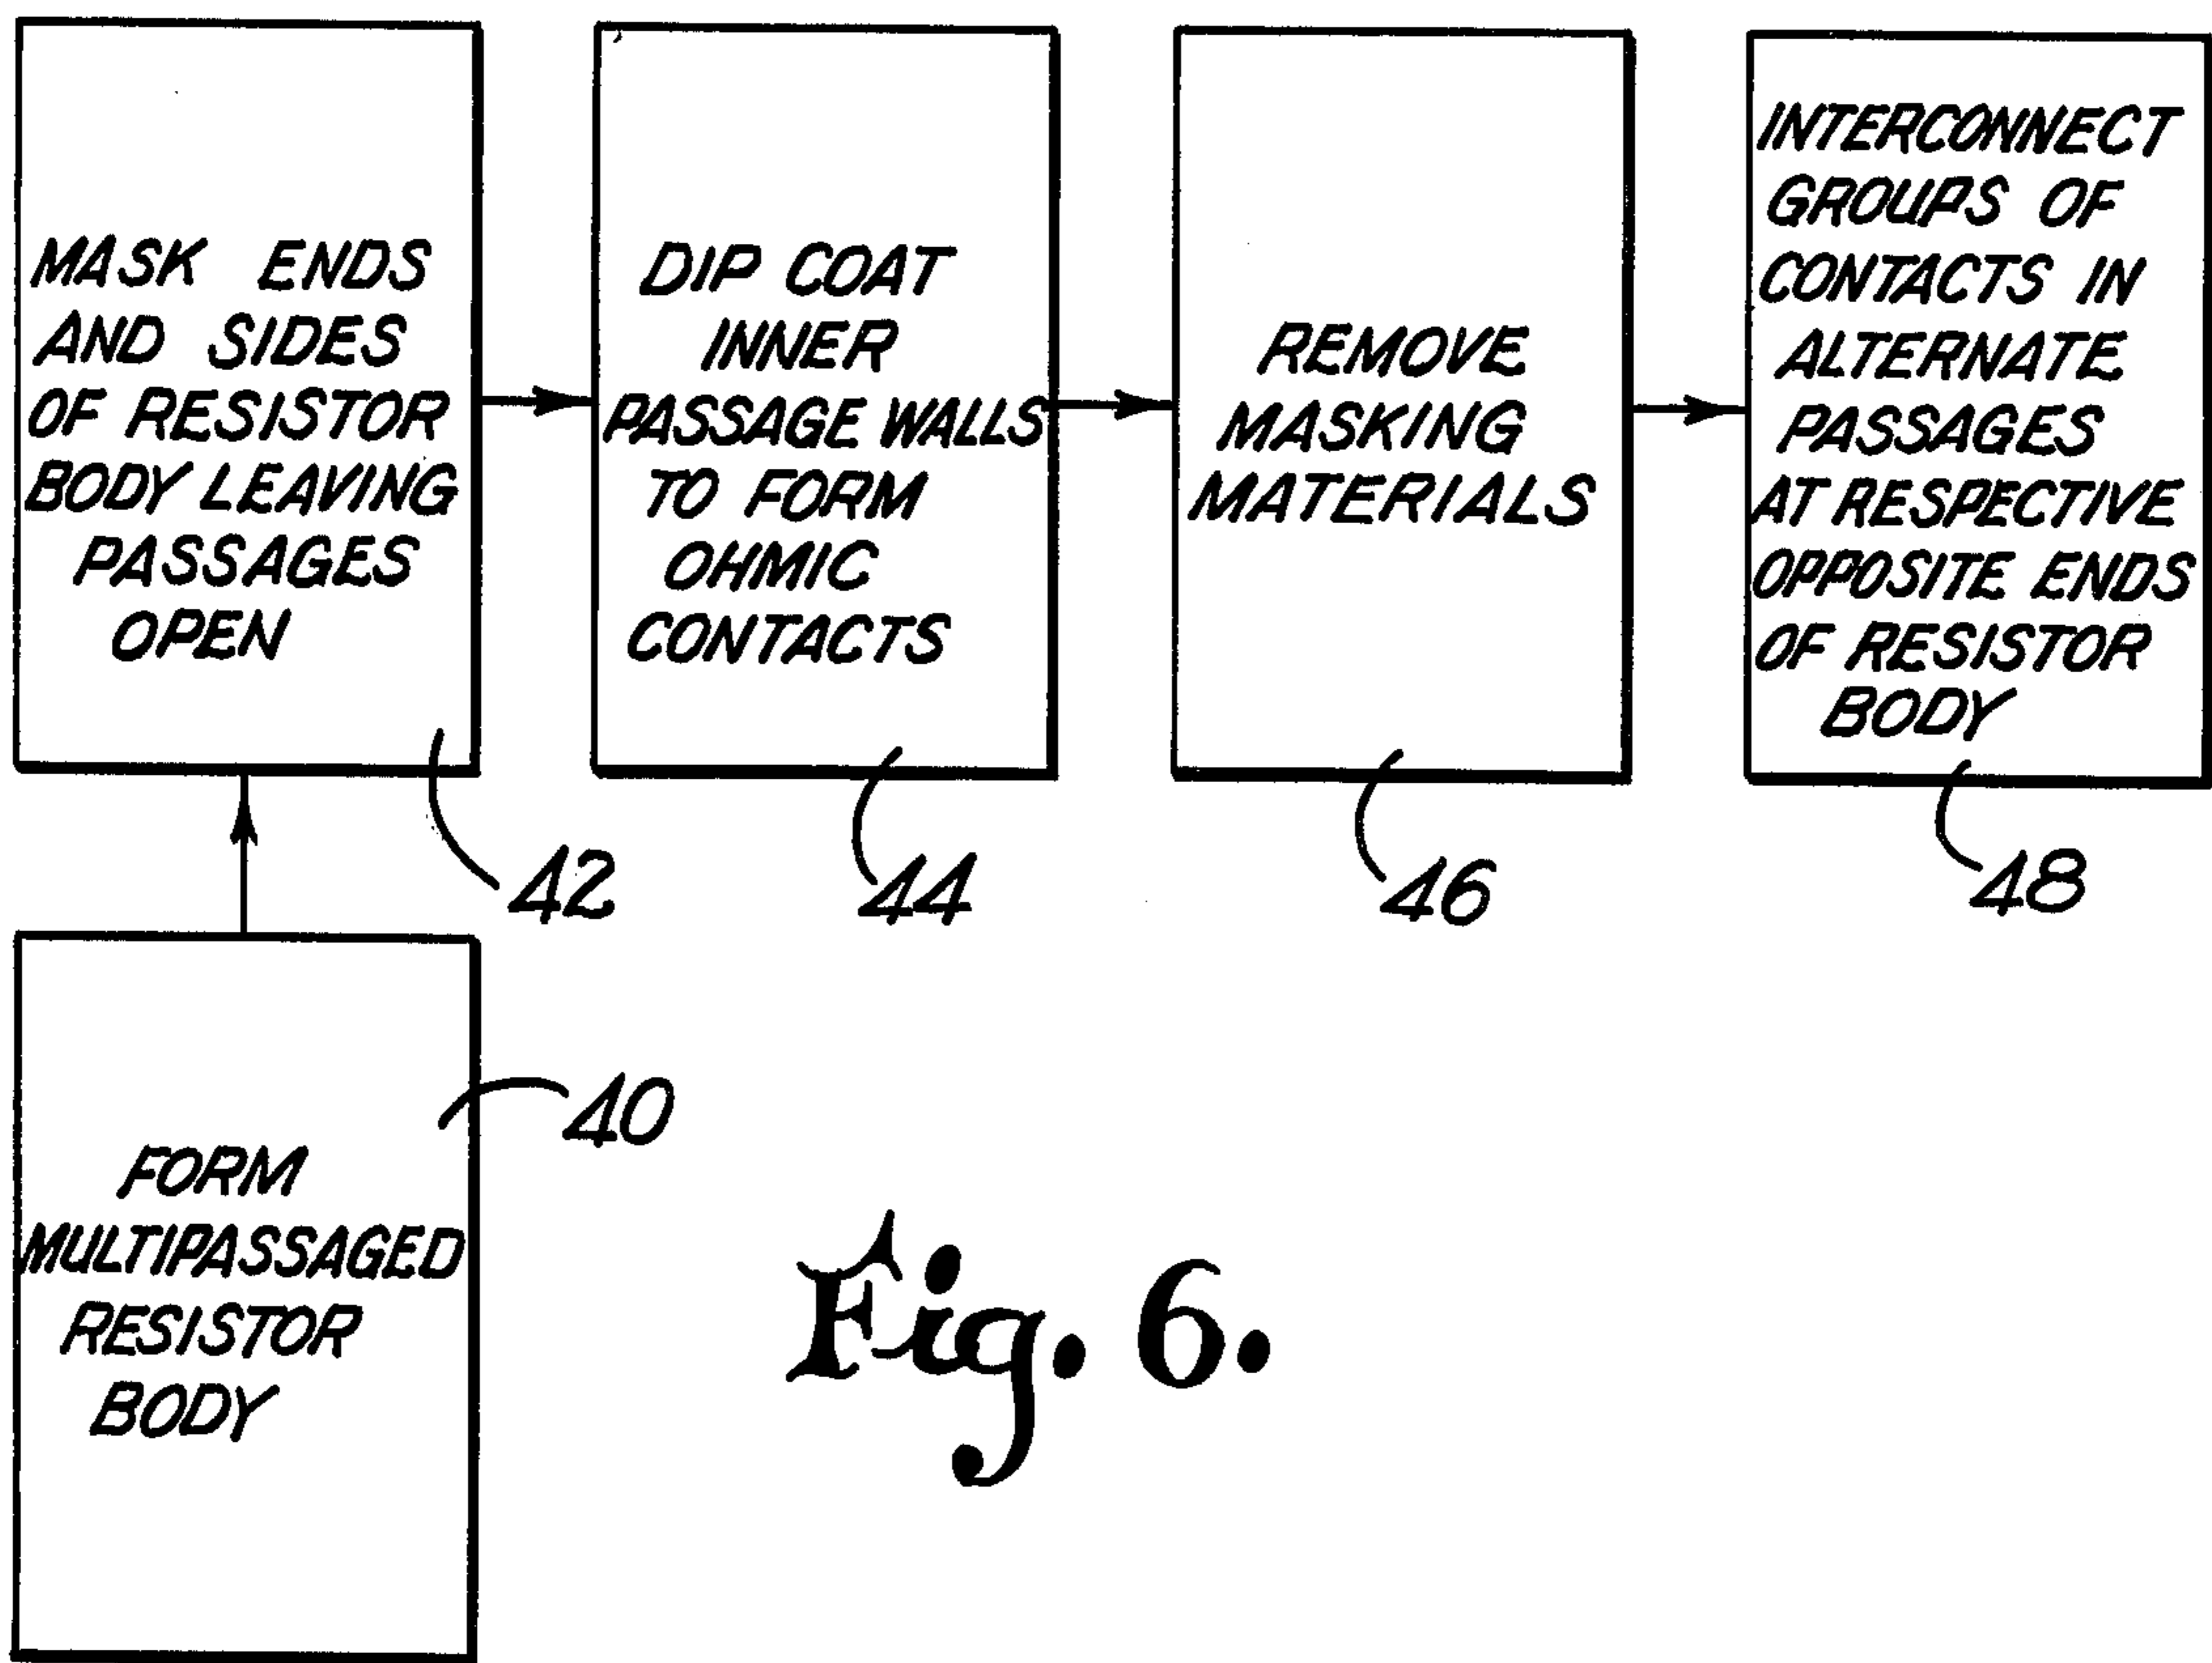 MASK ENDS
AND SIDES
OF RESISTOR
BODY LEAVING
PASSAGES
OPEN
42
DIP COAT
INNER
PASSAGE WALLS
TO FORM
OHMIC
CONTACTS
44
REMOVE
MASKING
MATERIALS
46
INTERCONNECT
GROUPS OF
CONTACTS IN
ALTERNATE
PASSAGES
AT RESPECTIVE
OPPOSITE ENDS
OF RESISTOR
BODY
48
FORM
MULTIPASSAGED
RESISTOR
BODY
40
Fig. 6.